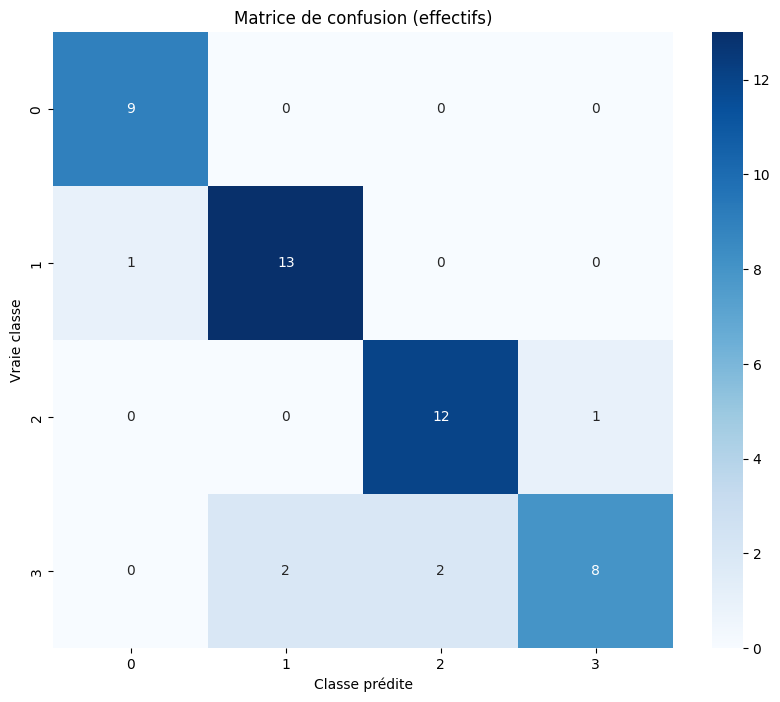 Matrice de confusion (effectifs)
0 9 0 0 0
1 1 13 0 0
2 0 0 12 1
3 0 2 2 8
0 1 2 3
Classe prédite
Vraie classe
12
10
8
6
4
2
0